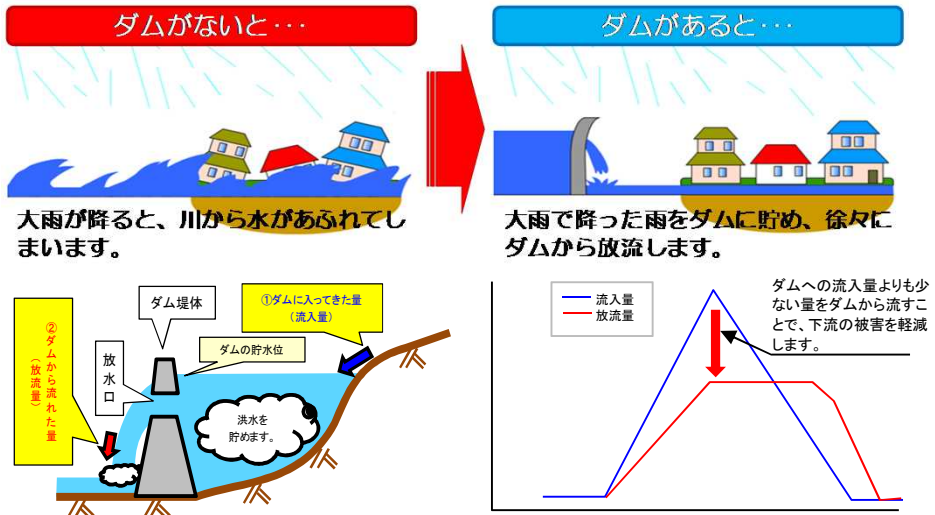 ダムがないと･･･
ダムがあると･･･
大雨が降ると、川から水があふれてし
まいます。
大雨で降った雨をダムに貯め、徐々に
ダムから放流します。
②ダムから流れた量
（放流量）
放水口
ダム堤体
①ダムに入ってきた量
（流入量）
ダムの貯水位
洪水を
貯めます。
流入量
放流量
ダムへの流入量よりも少
ない量をダムから流すこ
とで、下流の被害を軽減
します。